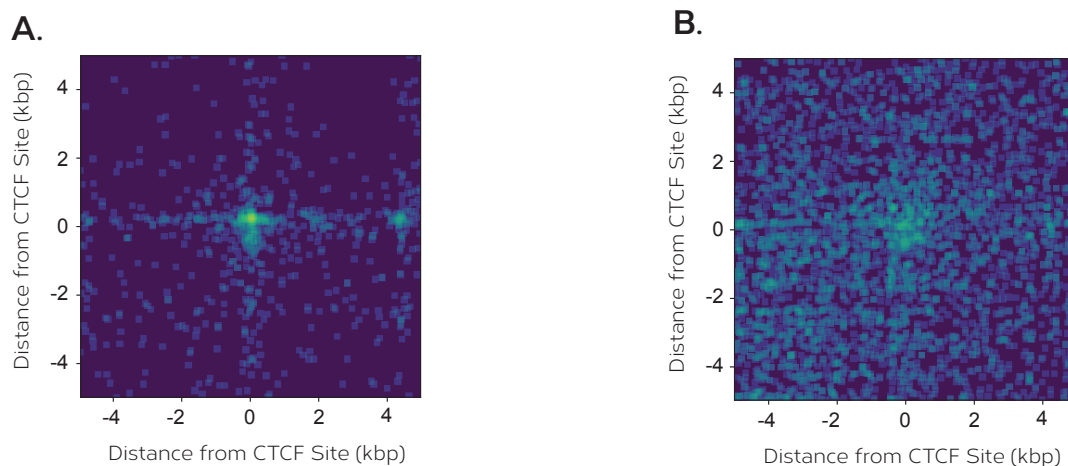 A.
Distance from CTCF Site (kbp)
4
2
0
-2
-4
-4 -2 0 2 4
Distance from CTCF Site (kbp)
B.
Distance from CTCF Site (kbp)
4
2
0
-2
-4
-4 -2 0 2 4
Distance from CTCF Site (kbp)